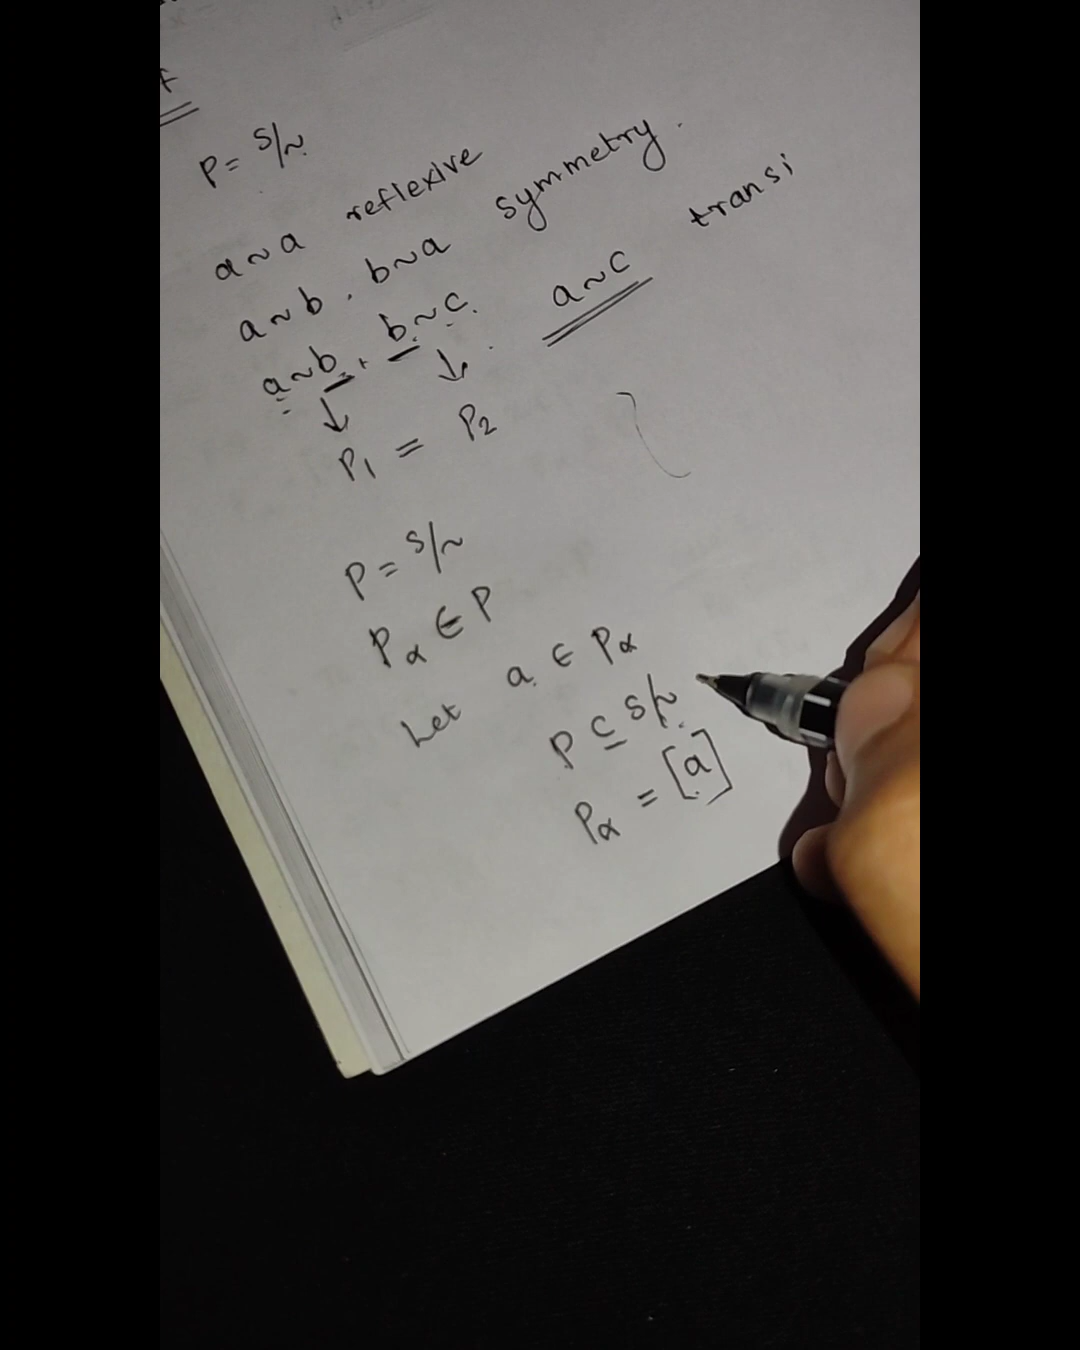 P = S/~
a~a reflexive
a~b . b~a symmetry.
a~b, b~c. a~c transi
↓ ↓
P1 = P2
P = S/~
Pα ∈ P
Let a ∈ Pα
P ⊆ S/~
Pα = [a]